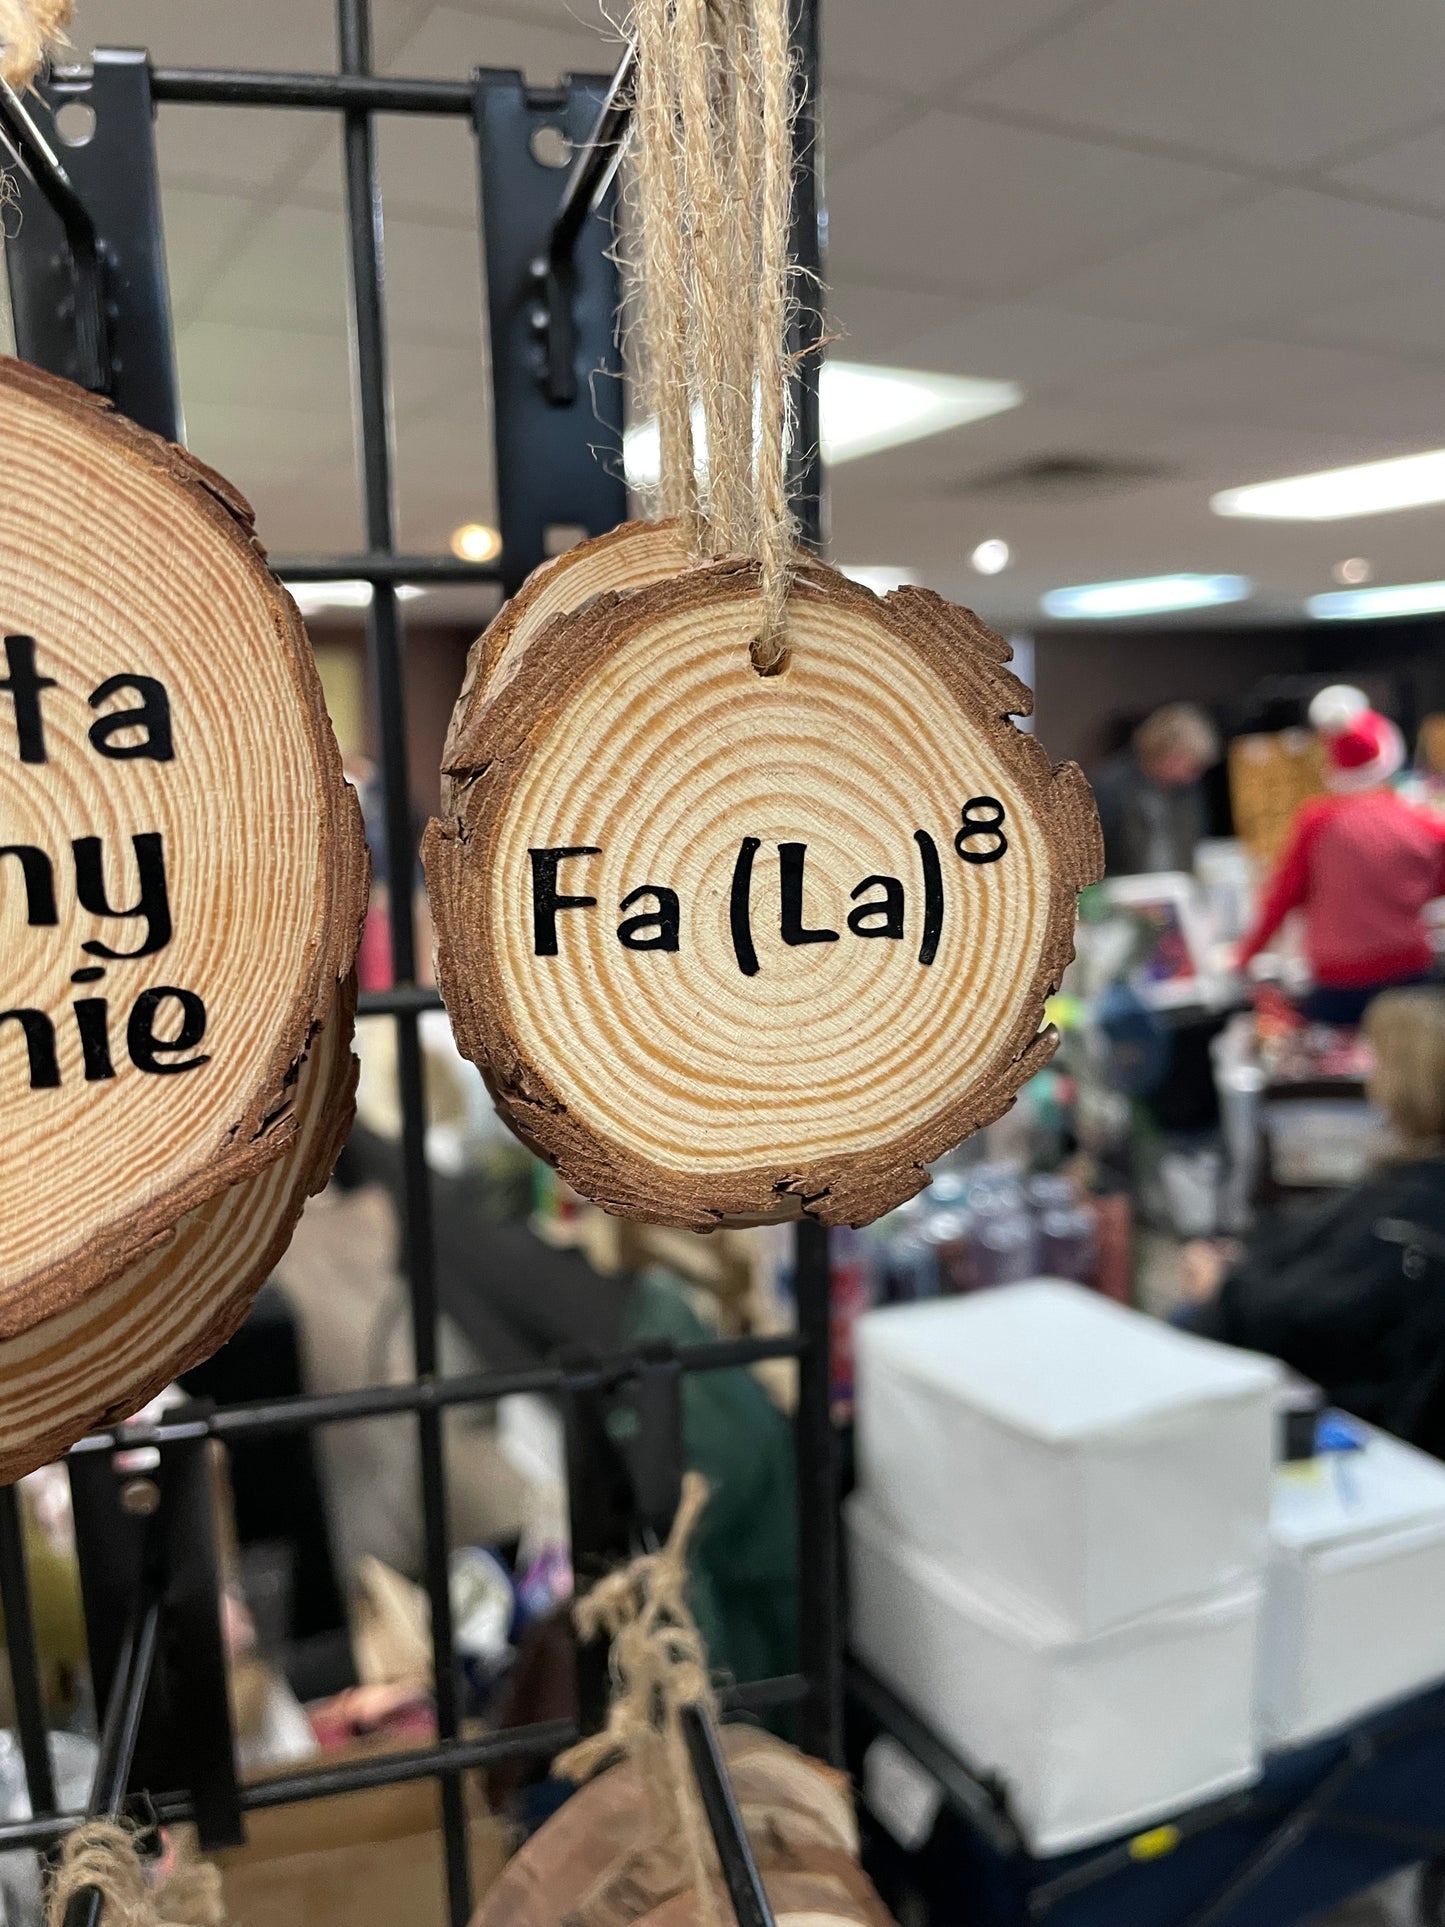 ta
ny
nie
Fa (La)⁸